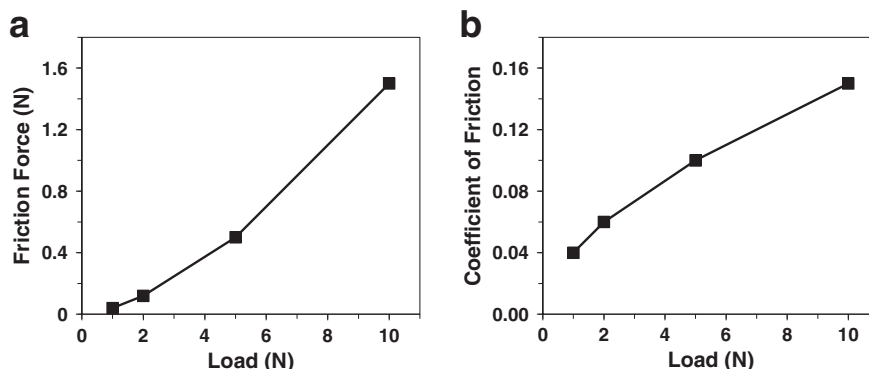 a
Friction Force (N)
1.6
1.2
0.8
0.4
0
0 2 4 6 8 10
Load (N)
b
Coefficient of Friction
0.16
0.12
0.08
0.04
0.00
0 2 4 6 8 10
Load (N)